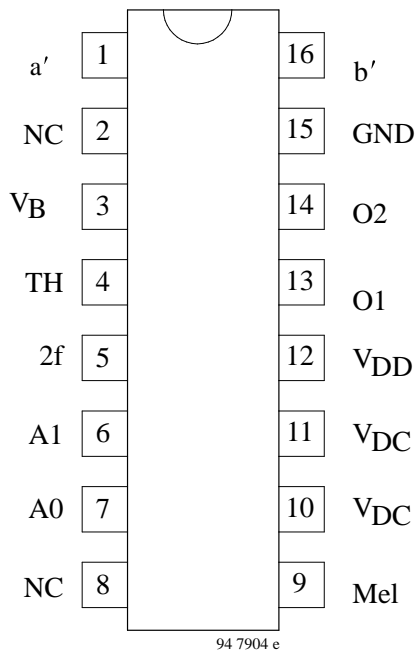 a′ 1 16 b′
NC 2 15 GND
VB 3 14 O2
TH 4 13 O1
2f 5 12 VDD
A1 6 11 VDC
A0 7 10 VDC
NC 8 9 Mel
94 7904 e